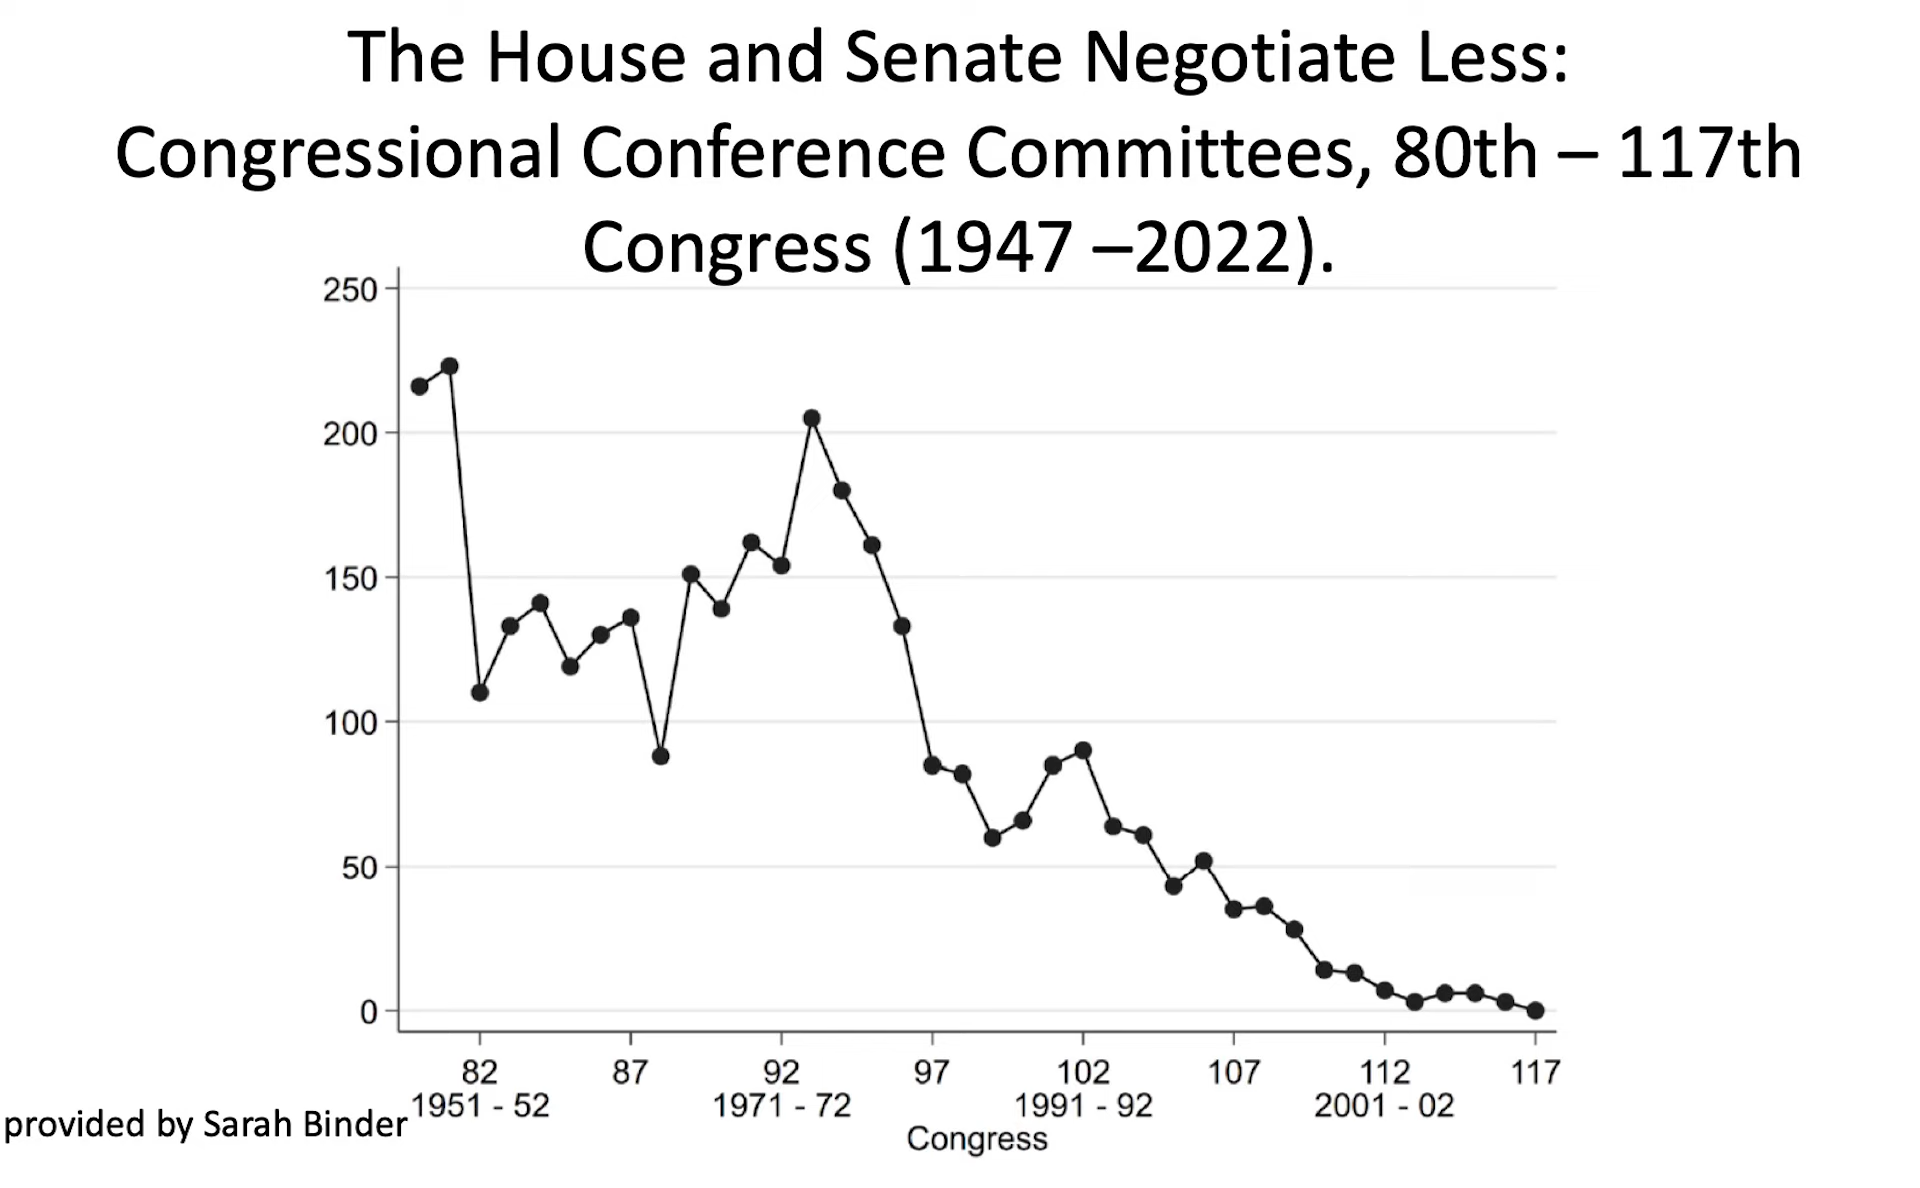 The House and Senate Negotiate Less:
Congressional Conference Committees, 80th – 117th
Congress (1947 –2022).
250
200
150
100
50
0
82 87 92 97 102 107 112 117
1951 - 52 1971 - 72 1991 - 92 2001 - 02
Congress
provided by Sarah Binder